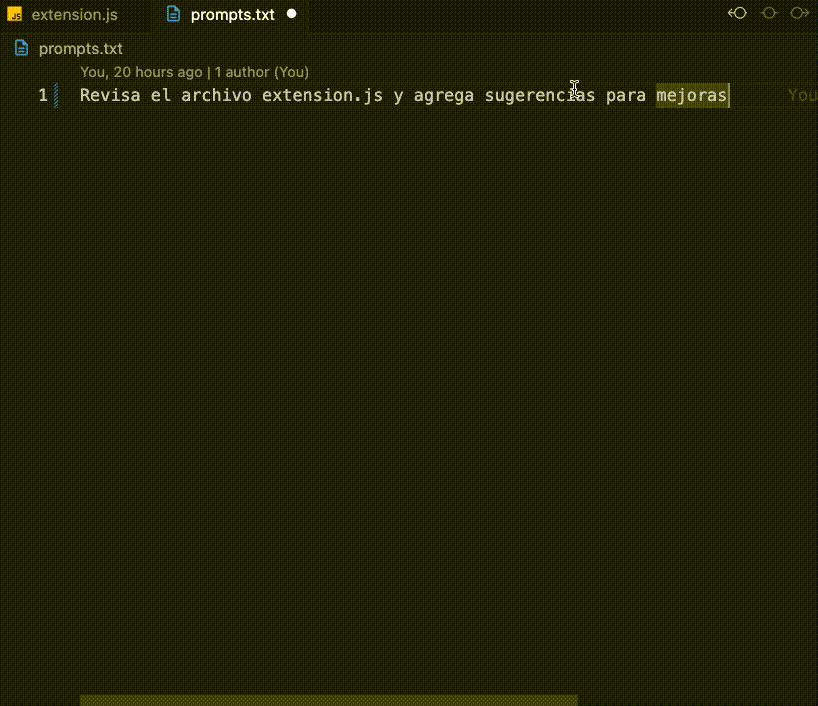 JS extension.js prompts.txt
prompts.txt
You, 20 hours ago | 1 author (You)
1 Revisa el archivo extension.js y agrega sugerencias para mejoras You